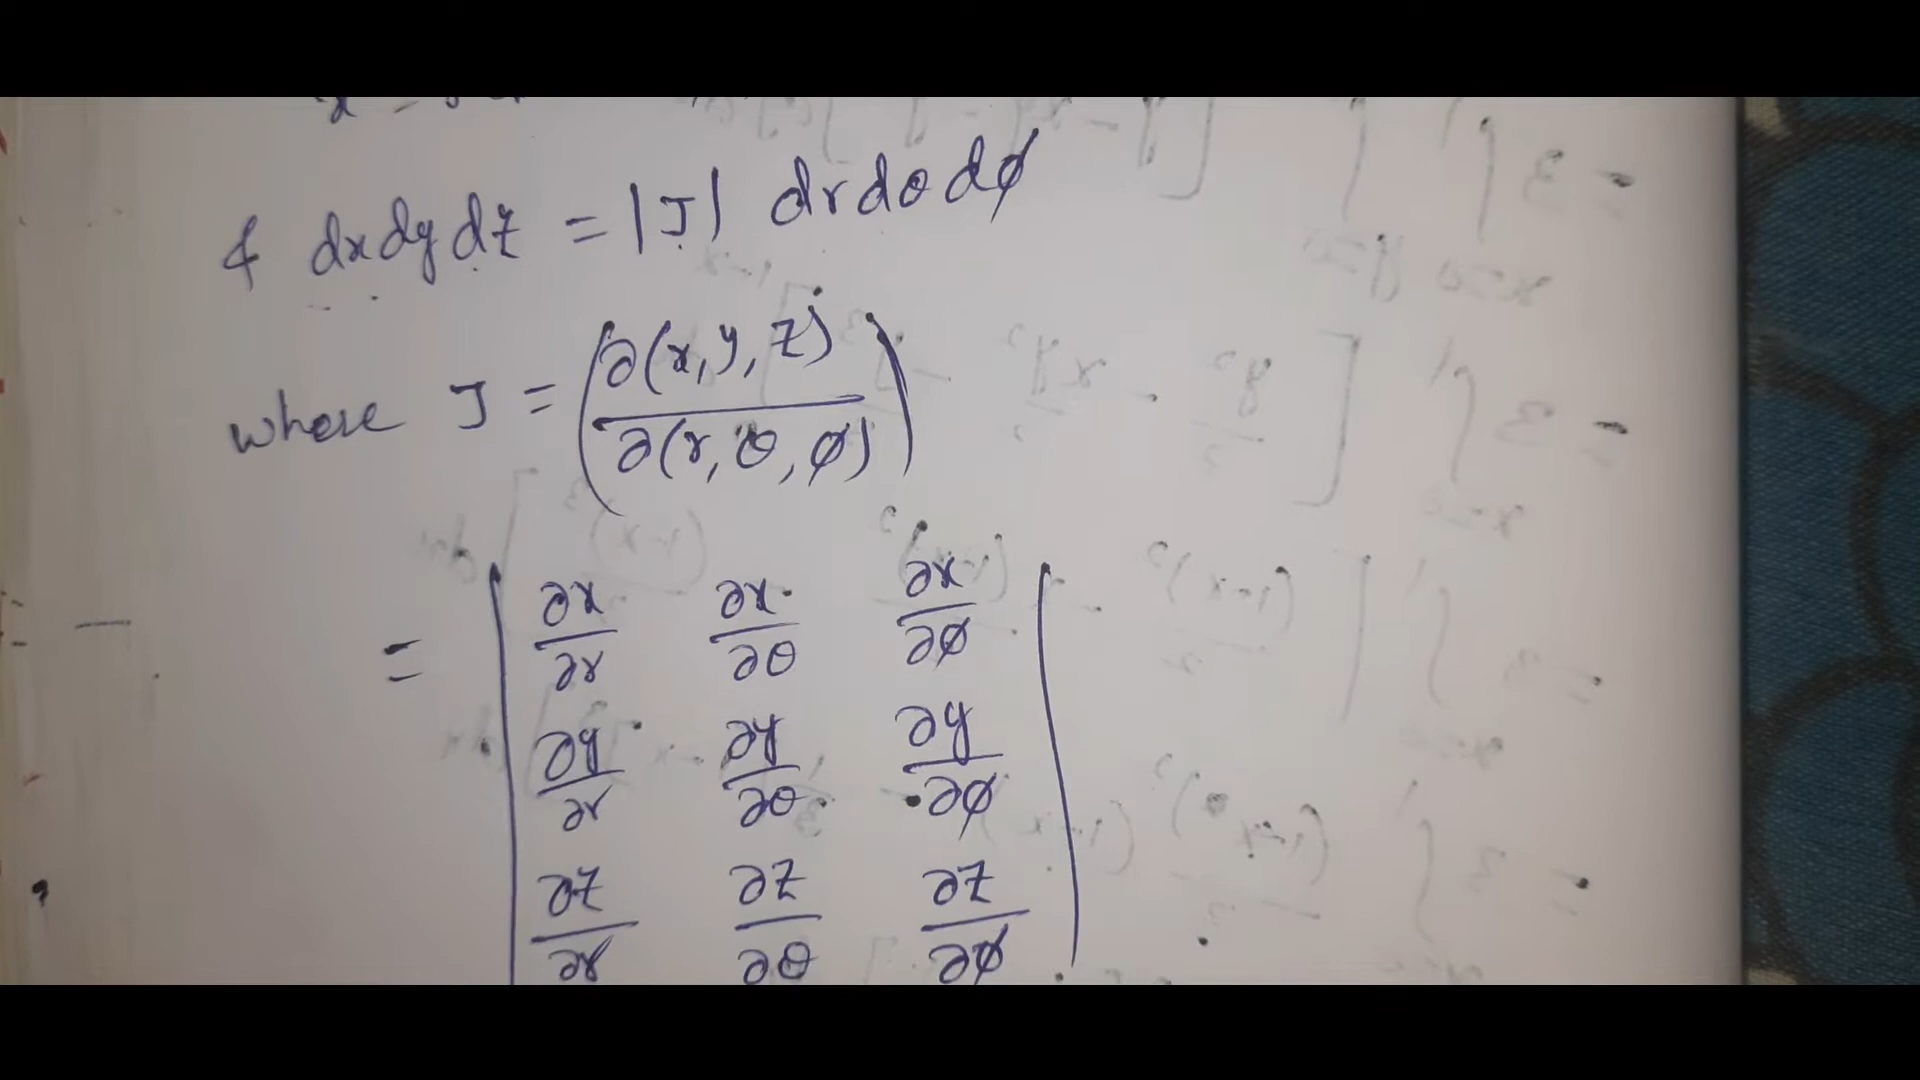 & dxdydz = |J| drdθdϕ
where J = (∂(x,y,z)/∂(r,θ,ϕ))
= | ∂x/∂r ∂x/∂θ ∂x/∂ϕ
∂y/∂r ∂y/∂θ ∂y/∂ϕ
∂z/∂r ∂z/∂θ ∂z/∂ϕ |